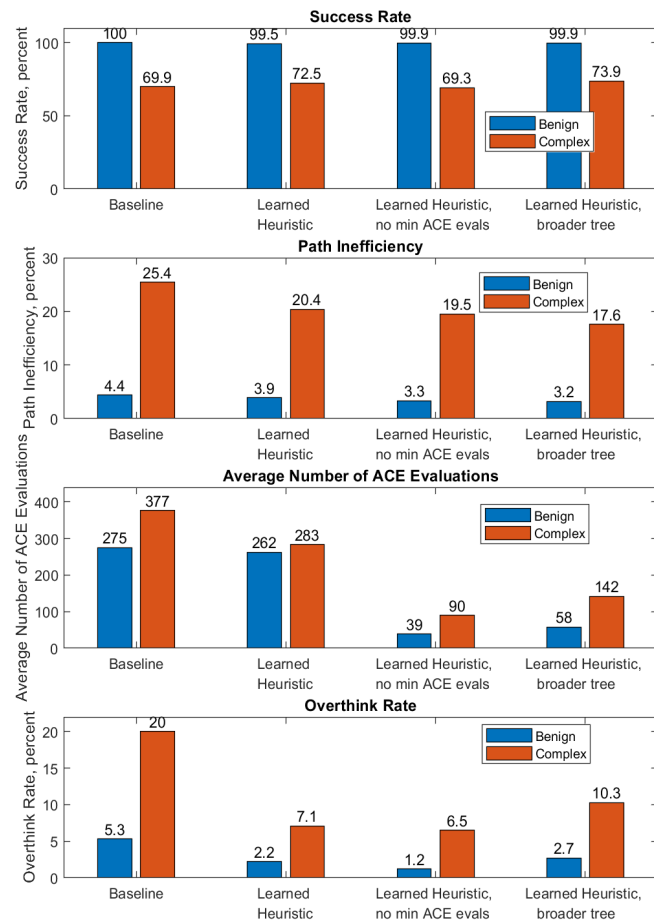 Success Rate
Success Rate, percent
100
50
0
100
69.9
99.5
72.5
99.9
69.3
99.9
73.9
Benign
Complex
Baseline
Learned
Heuristic
Learned Heuristic,
no min ACE evals
Learned Heuristic,
broader tree
Path Inefficiency
Path Inefficiency, percent
30
20
10
0
4.4
25.4
3.9
20.4
3.3
19.5
3.2
17.6
Benign
Complex
Baseline
Learned
Heuristic
Learned Heuristic,
no min ACE evals
Learned Heuristic,
broader tree
Average Number of ACE Evaluations
Average Number of ACE Evaluations
400
300
200
100
0
275
377
262
283
39
90
58
142
Benign
Complex
Baseline
Learned
Heuristic
Learned Heuristic,
no min ACE evals
Learned Heuristic,
broader tree
Overthink Rate
Overthink Rate, percent
20
15
10
5
0
5.3
20
2.2
7.1
1.2
6.5
2.7
10.3
Benign
Complex
Baseline
Learned
Heuristic
Learned Heuristic,
no min ACE evals
Learned Heuristic,
broader tree